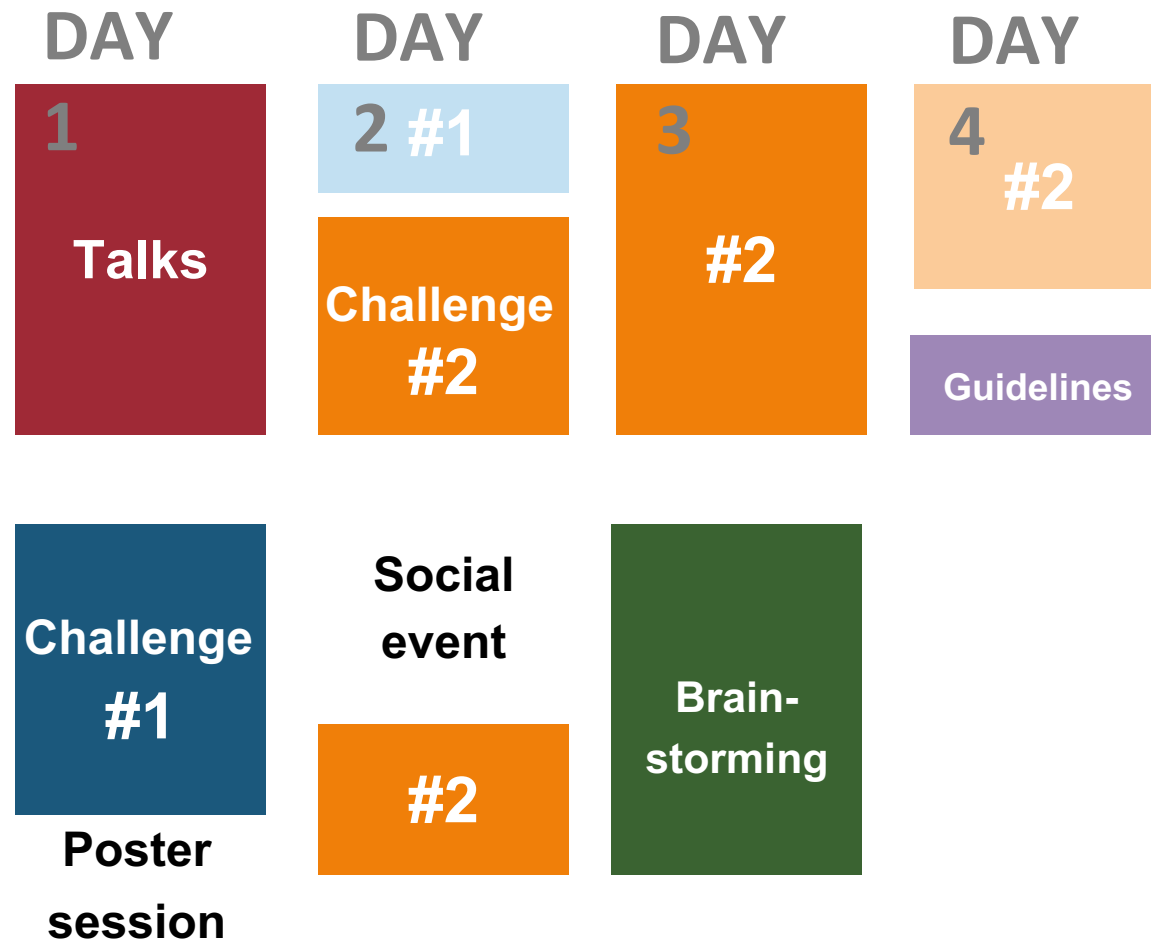 DAY
1
Talks
Challenge
#1
Poster
session
DAY
2 #1
Challenge
#2
Social
event
#2
DAY
3
#2
Brain-
storming
DAY
4
#2
Guidelines